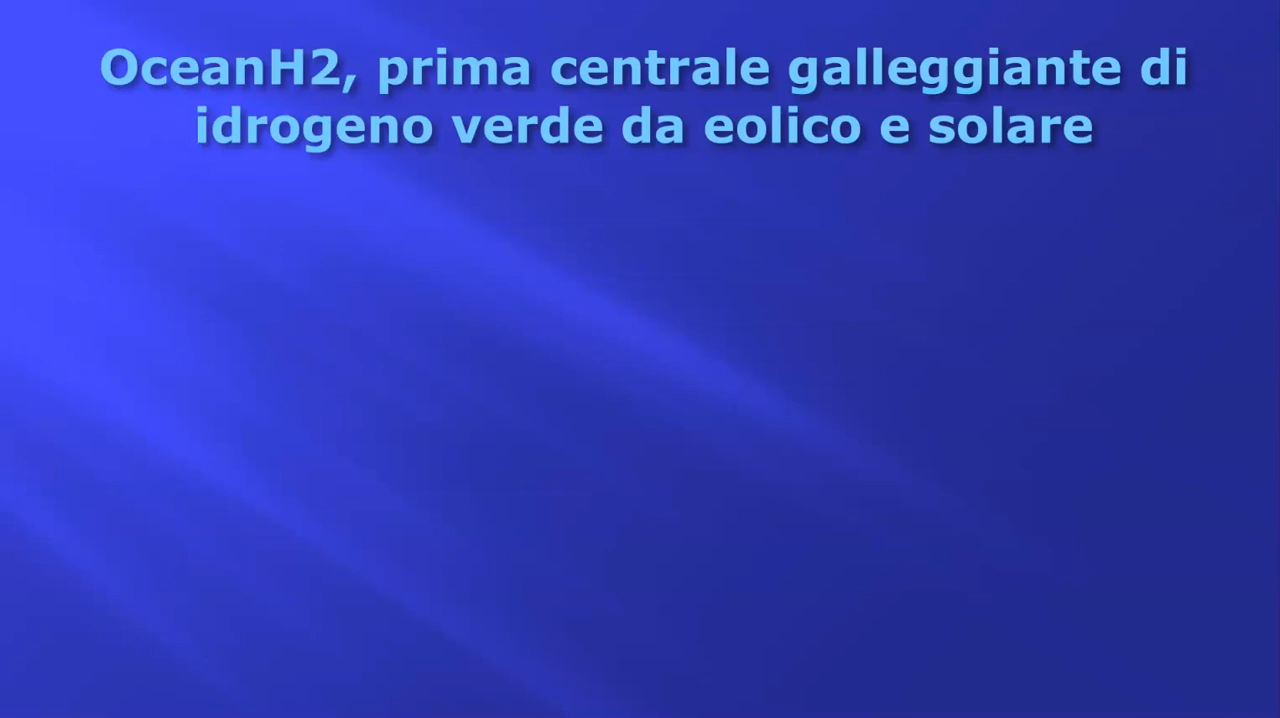 OceanH2, prima centrale galleggiante di
idrogeno verde da eolico e solare